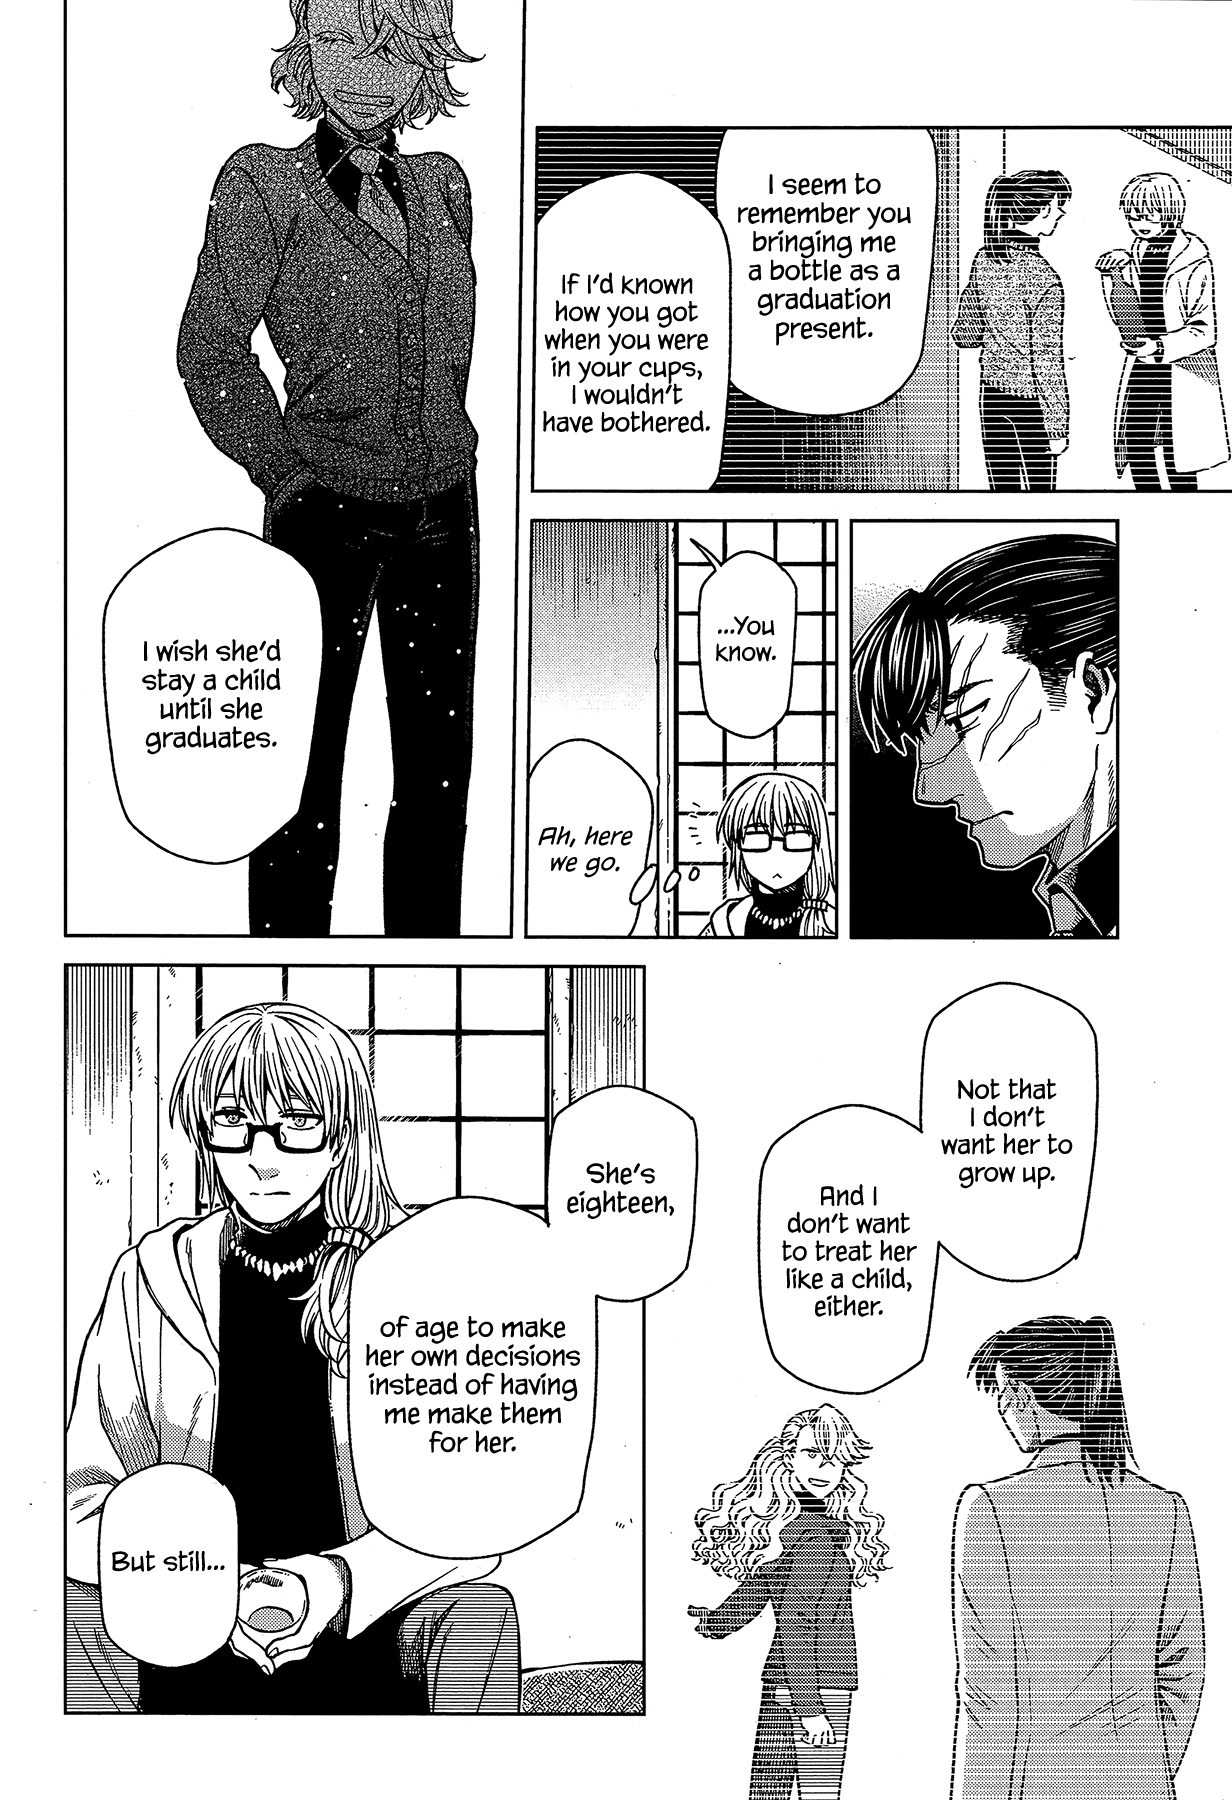 I seem to
remember you
bringing me
a bottle as a
graduation
present.
If I'd known
how you got
when you were
in your cups,
I wouldn't
have bothered.
...You
know.
Ah, here
we go.
I wish she'd
stay a child
until she
graduates.
Not that
I don't
want her to
grow up.
And I
don't want
to treat her
like a child,
either.
She's
eighteen,
of age to make
her own decisions
instead of having
me make them
for her.
But still...